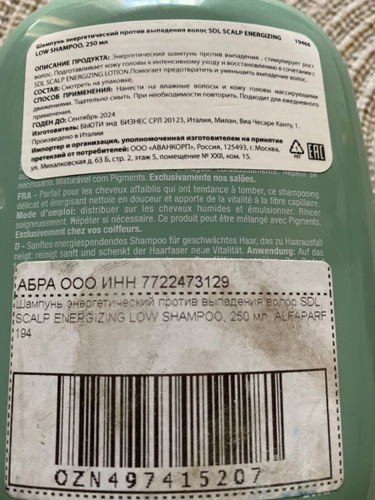 Шампунь энергетический против выпадения волос SDL SCALP ENERGIZING 19466
LOW SHAMPOO, 250 мл
ОПИСАНИЕ ПРОДУКТА: Энергетический шампунь против выпадения , стимулирует рост
волос. Подготавливает кожу головы к интенсивному уходу и восстановлению в сочетании с
SDL SCALP ENERGIZING LOTION. Помогает предотвратить и уменьшить выпадение волос.
СОСТАВ: Смотреть на упаковке.
СПОСОБ ПРИМЕНЕНИЯ: Нанести на влажные волосы и кожу головы массирующими
движениями. Тщательно смыть. При необходимости повторить. Подходит для ежедневного
применения.
ГОДЕН ДО: Сентябрь 2024
Изготовитель: БЬЮТИ энд БИЗНЕС СРЛ 20123, Италия, Милан, Виа Чезаре Канту, 1.
Произведено в Италии
Импортер и организация, уполномоченная изготовителем на принятие
претензий от потребителей: ООО «АВАНКОРП», Россия, 125493, г. Москва,
ул. Михалковская д. 63 Б, стр. 2, этаж 5, помещение № XXII, ком. 15.
PE EAC
necessário. Misturável com Pigments. Exclusivamente nos salões.
FRA - Parfait pour les cheveux affaiblis qui ont tendance à tomber, ce shampooing
délicat et énergisant nettoie en douceur et apporte de la vitalité à la fibre capillaire.
Mode d'emploi: distribuer sur les cheveux humides et émulsionner. Rincer
soigneusement. Répéter si nécessaire. Ce produit peut être mélangé avec Pigments.
Exclusivement chez vos coiffeurs.
D - Sanftes energiespendendes Shampoo für geschwächtes Haar, das zu Haarausfall
neigt: reinigt sanft und schenkt der Haarfaser neue Vitalität. Anwendung: Auf das
АБРА ООО ИНН 7722473129
Шампунь энергетический против выпадения волос SDL
SCALP ENERGIZING LOW SHAMPOO, 250 мл ALFAPARF
194
OZN497415207